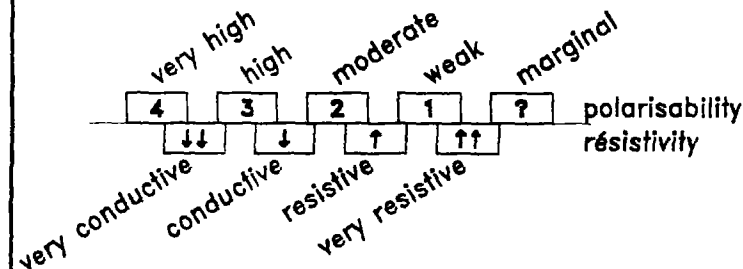 very high high moderate weak marginal
4 3 2 1 ? polarisability
↓↓ ↓ ↑ ↑↑ résistivity
very conductive conductive resistive very resistive